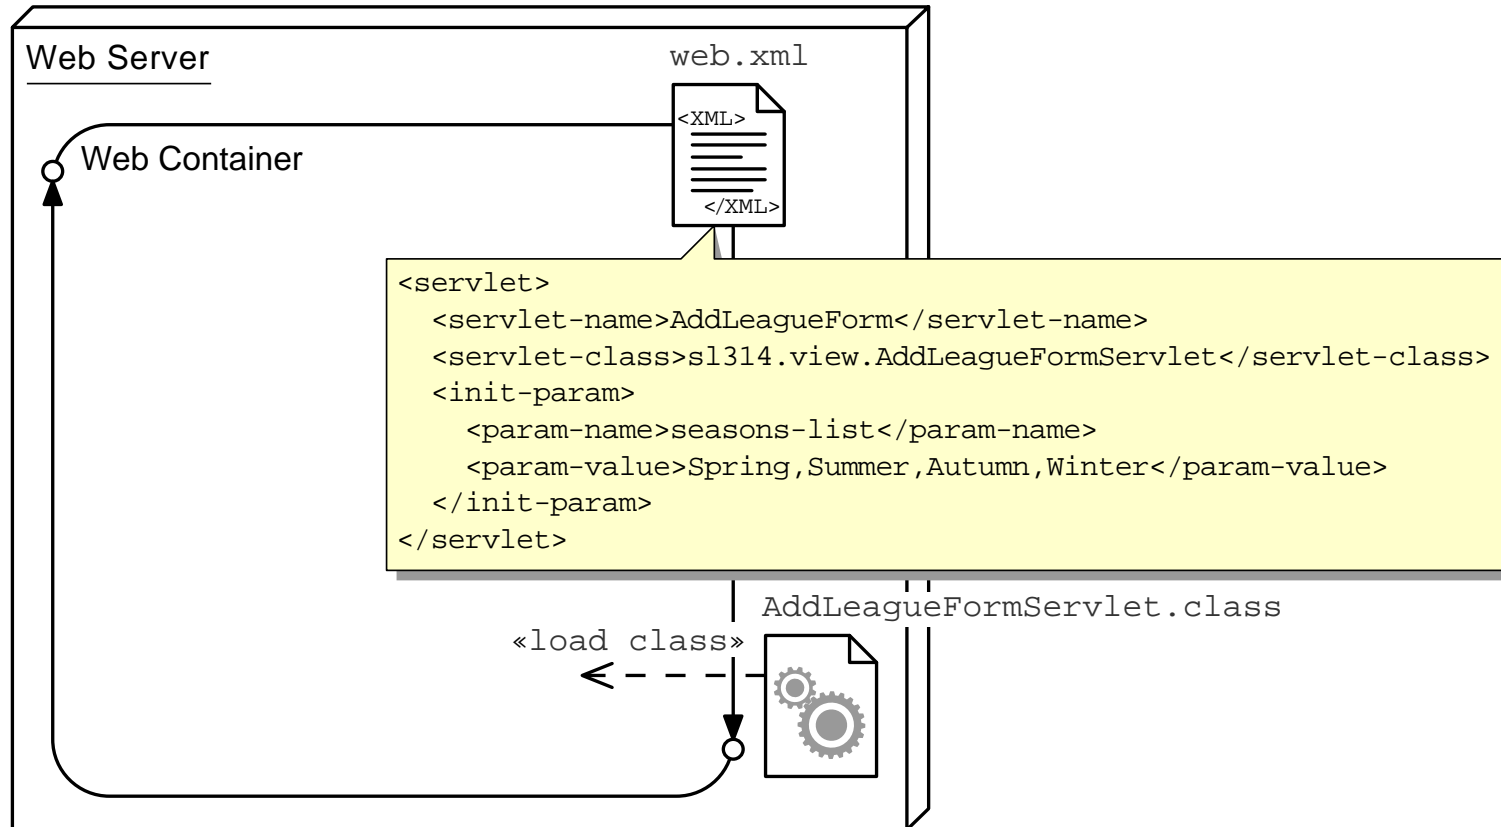 Web Server
web.xml
<XML>
</XML>
Web Container
<servlet>
  <servlet-name>AddLeagueForm</servlet-name>
  <servlet-class>sl314.view.AddLeagueFormServlet</servlet-class>
  <init-param>
    <param-name>seasons-list</param-name>
    <param-value>Spring,Summer,Autumn,Winter</param-value>
  </init-param>
</servlet>
AddLeagueFormServlet.class
«load class»